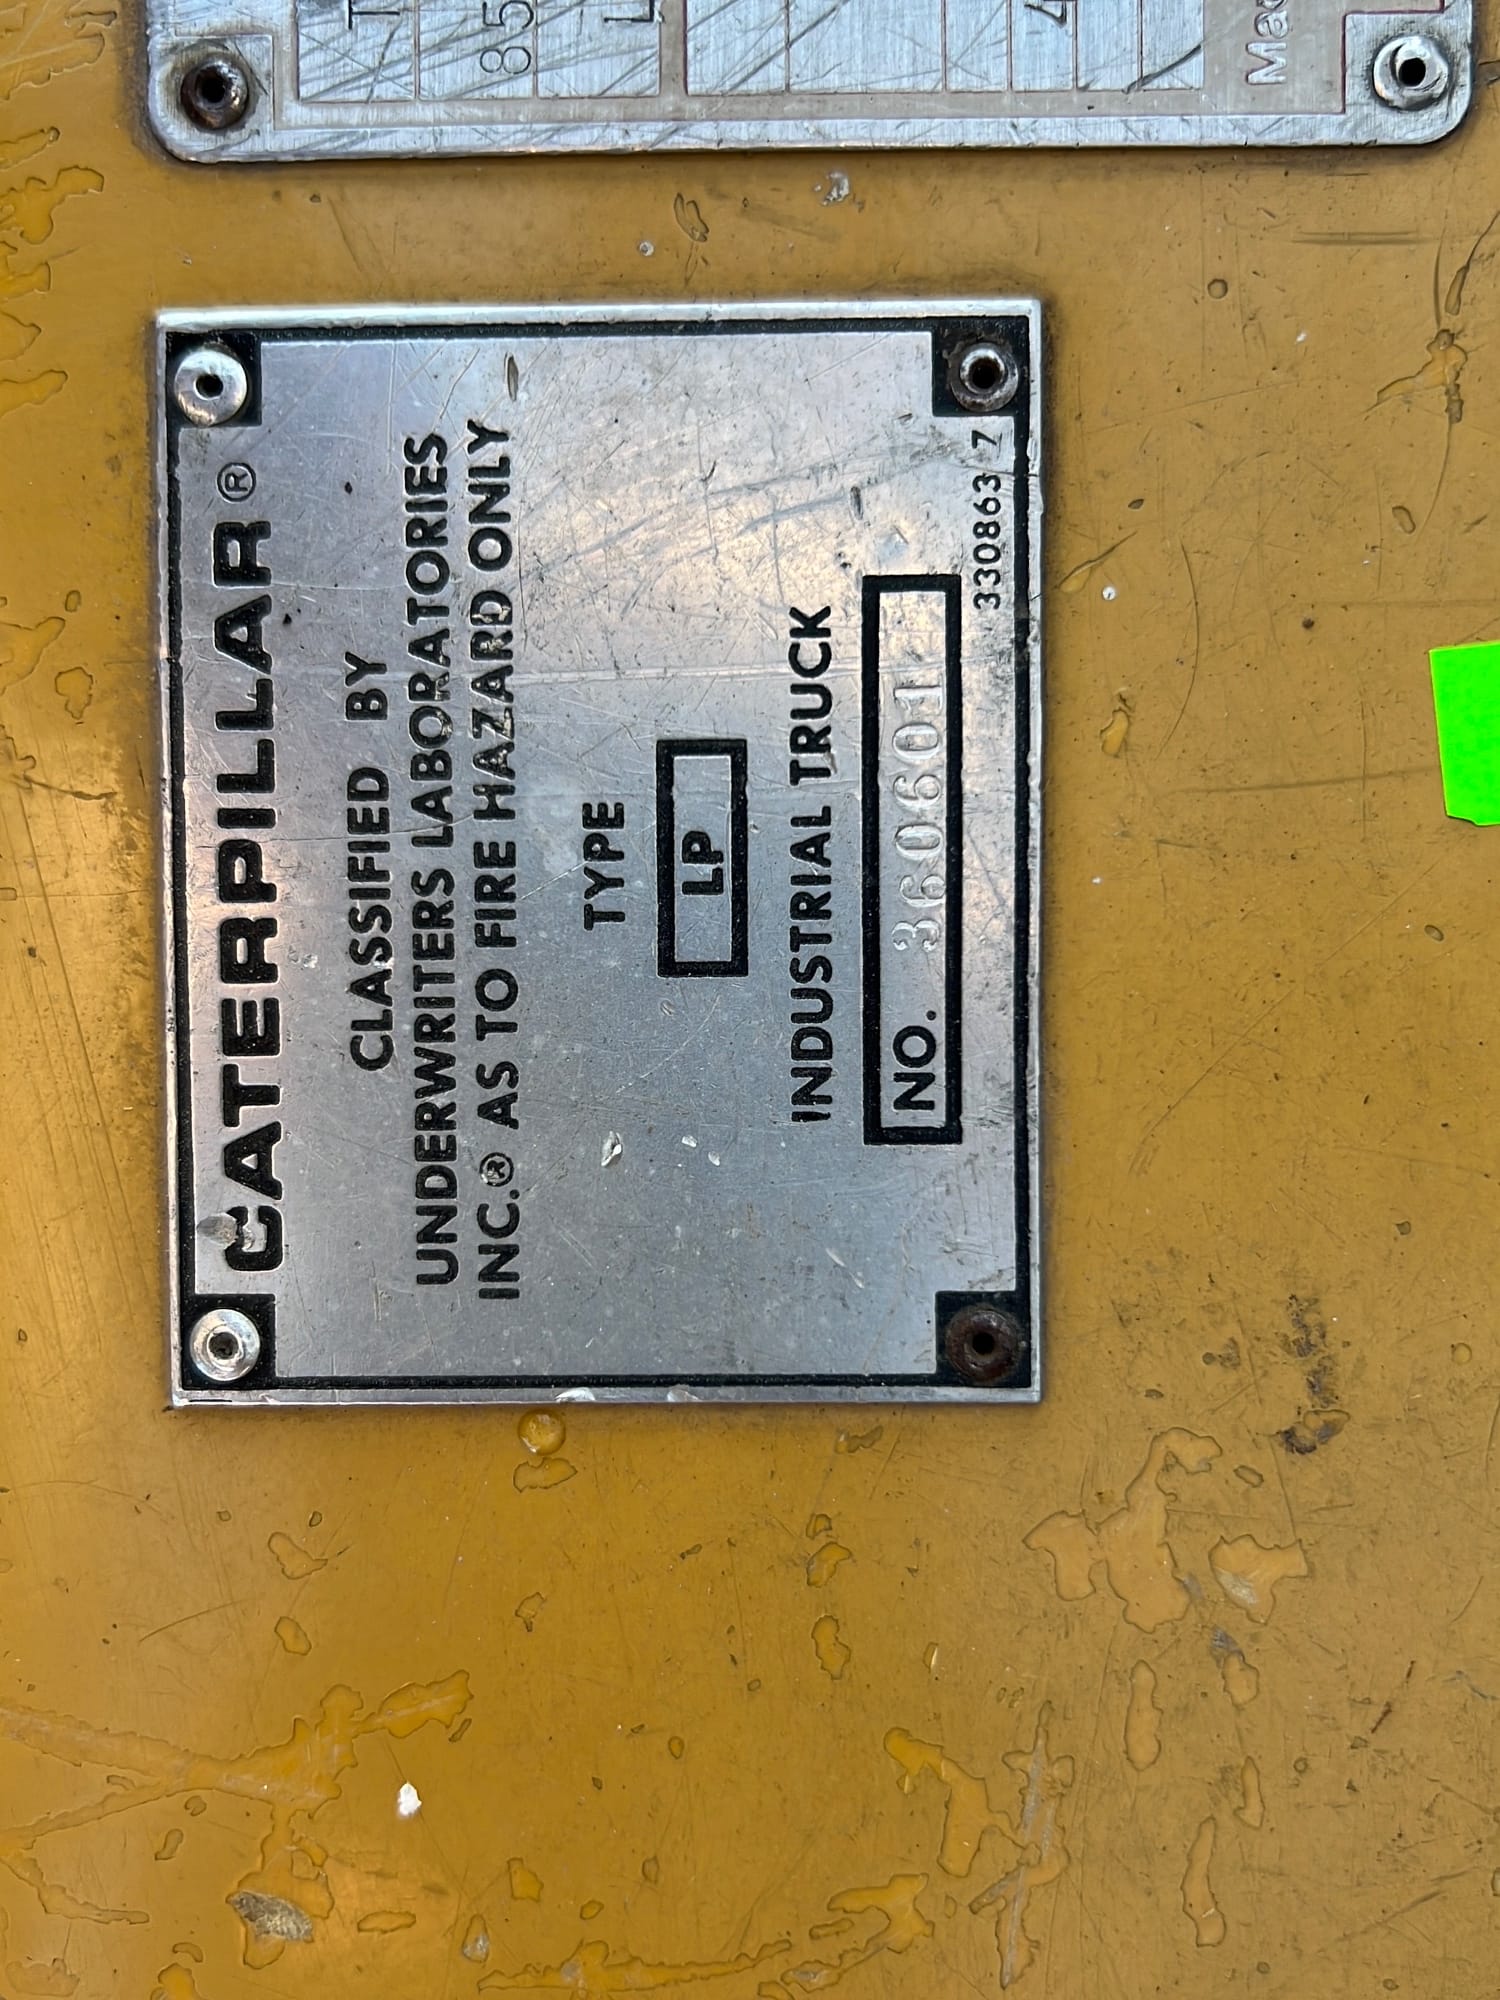 CATERPILLAR®
CLASSIFIED BY
UNDERWRITERS LABORATORIES
INC.® AS TO FIRE HAZARD ONLY
TYPE
LP
INDUSTRIAL TRUCK
NO. 360601
330863 7
85